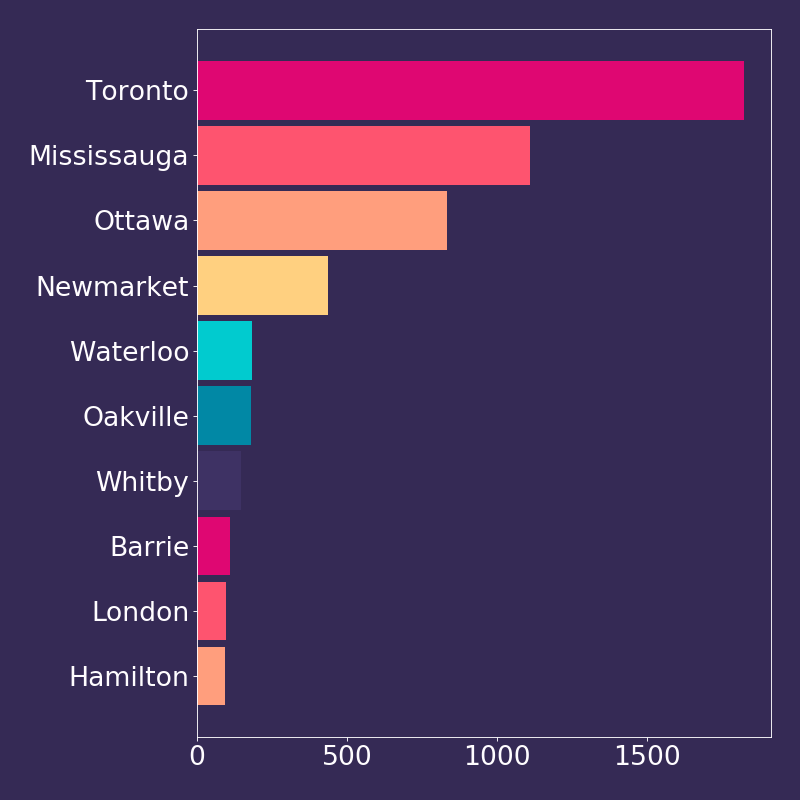 Toronto
Mississauga
Ottawa
Newmarket
Waterloo
Oakville
Whitby
Barrie
London
Hamilton
0 500 1000 1500